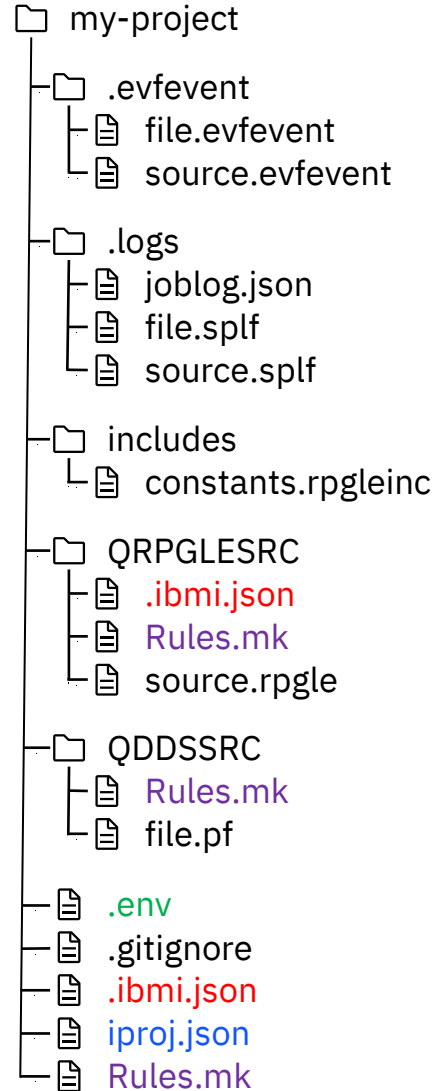 my-project
.evfevent
file.evfevent
source.evfevent
.logs
joblog.json
file.splf
source.splf
includes
constants.rpgleinc
QRPGLESRC
.ibmi.json
Rules.mk
source.rpgle
QDDSSRC
Rules.mk
file.pf
.env
.gitignore
.ibmi.json
iproj.json
Rules.mk